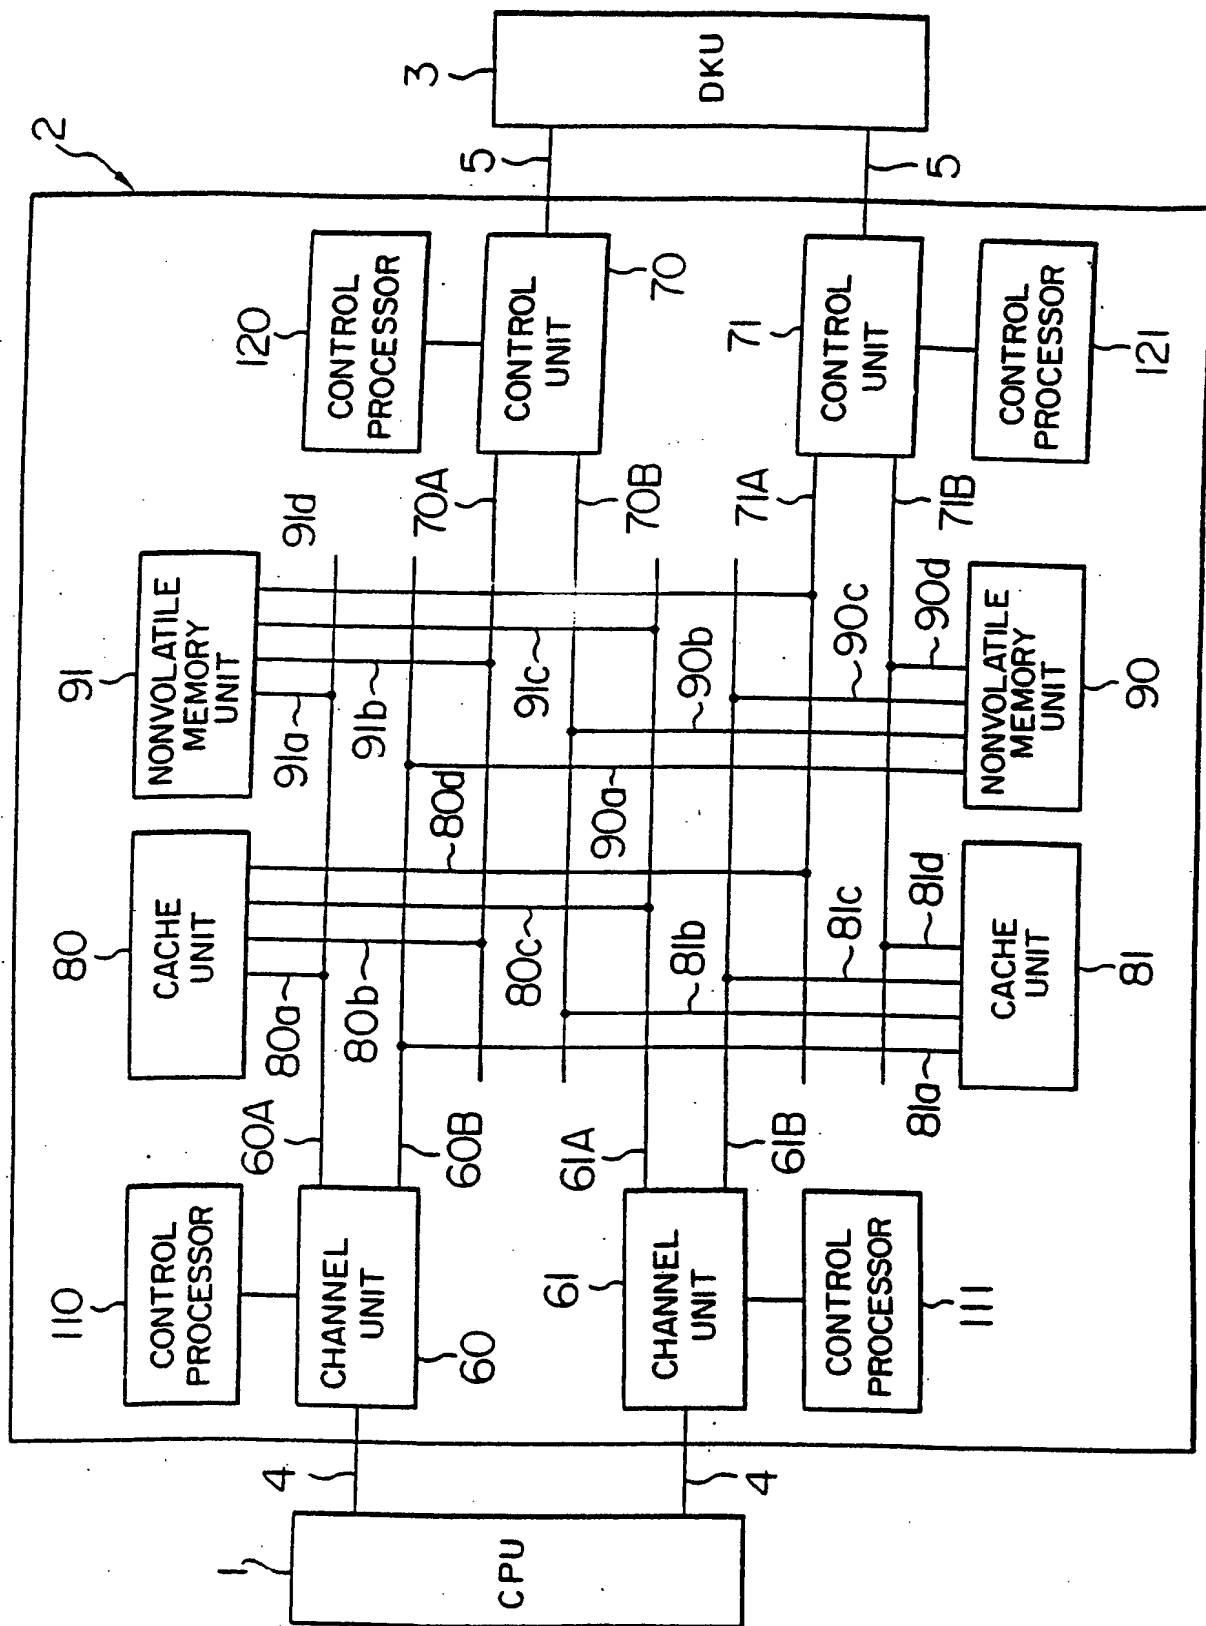 2
110
CONTROL
PROCESSOR
80
CACHE
UNIT
91
NONVOLATILE
MEMORY
UNIT
120
CONTROL
PROCESSOR
3
DKU
1
CPU
4
4
60
CHANNEL
UNIT
60A
60B
80a
80b
80c
80d
91a
91b
91c
91d
70A
70B
CONTROL
UNIT
70
5
5
61
CHANNEL
UNIT
61A
61B
81a
81b
81c
81d
90a
90b
90c
90d
71A
71B
71
CONTROL
UNIT
111
CONTROL
PROCESSOR
CACHE
UNIT
81
NONVOLATILE
MEMORY
UNIT
90
CONTROL
PROCESSOR
121